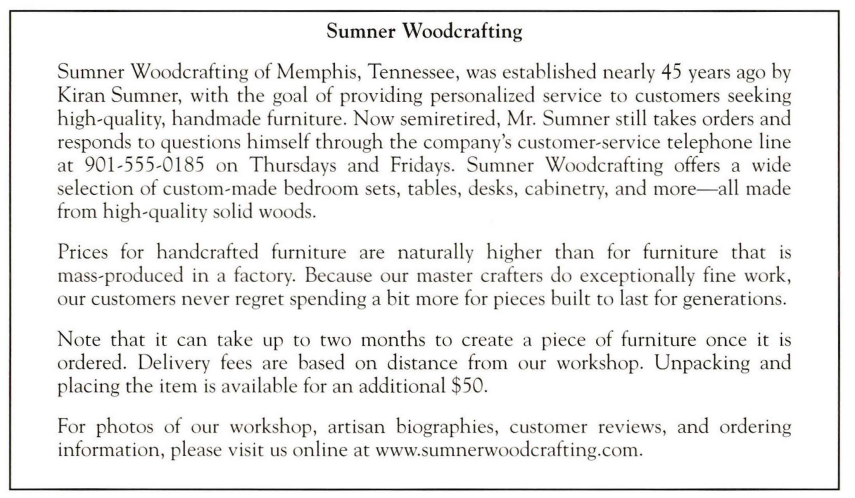 Sumner Woodcrafting
Sumner Woodcrafting of Memphis, Tennessee, was established nearly 45 years ago by
Kiran Sumner, with the goal of providing personalized service to customers seeking
high-quality, handmade furniture. Now semiretired, Mr. Sumner still takes orders and
responds to questions himself through the company's customer-service telephone line
at 901-555-0185 on Thursdays and Fridays. Sumner Woodcrafting offers a wide
selection of custom-made bedroom sets, tables, desks, cabinetry, and more—all made
from high-quality solid woods.
Prices for handcrafted furniture are naturally higher than for furniture that is
mass-produced in a factory. Because our master crafters do exceptionally fine work,
our customers never regret spending a bit more for pieces built to last for generations.
Note that it can take up to two months to create a piece of furniture once it is
ordered. Delivery fees are based on distance from our workshop. Unpacking and
placing the item is available for an additional $50.
For photos of our workshop, artisan biographies, customer reviews, and ordering
information, please visit us online at www.sumnerwoodcrafting.com.